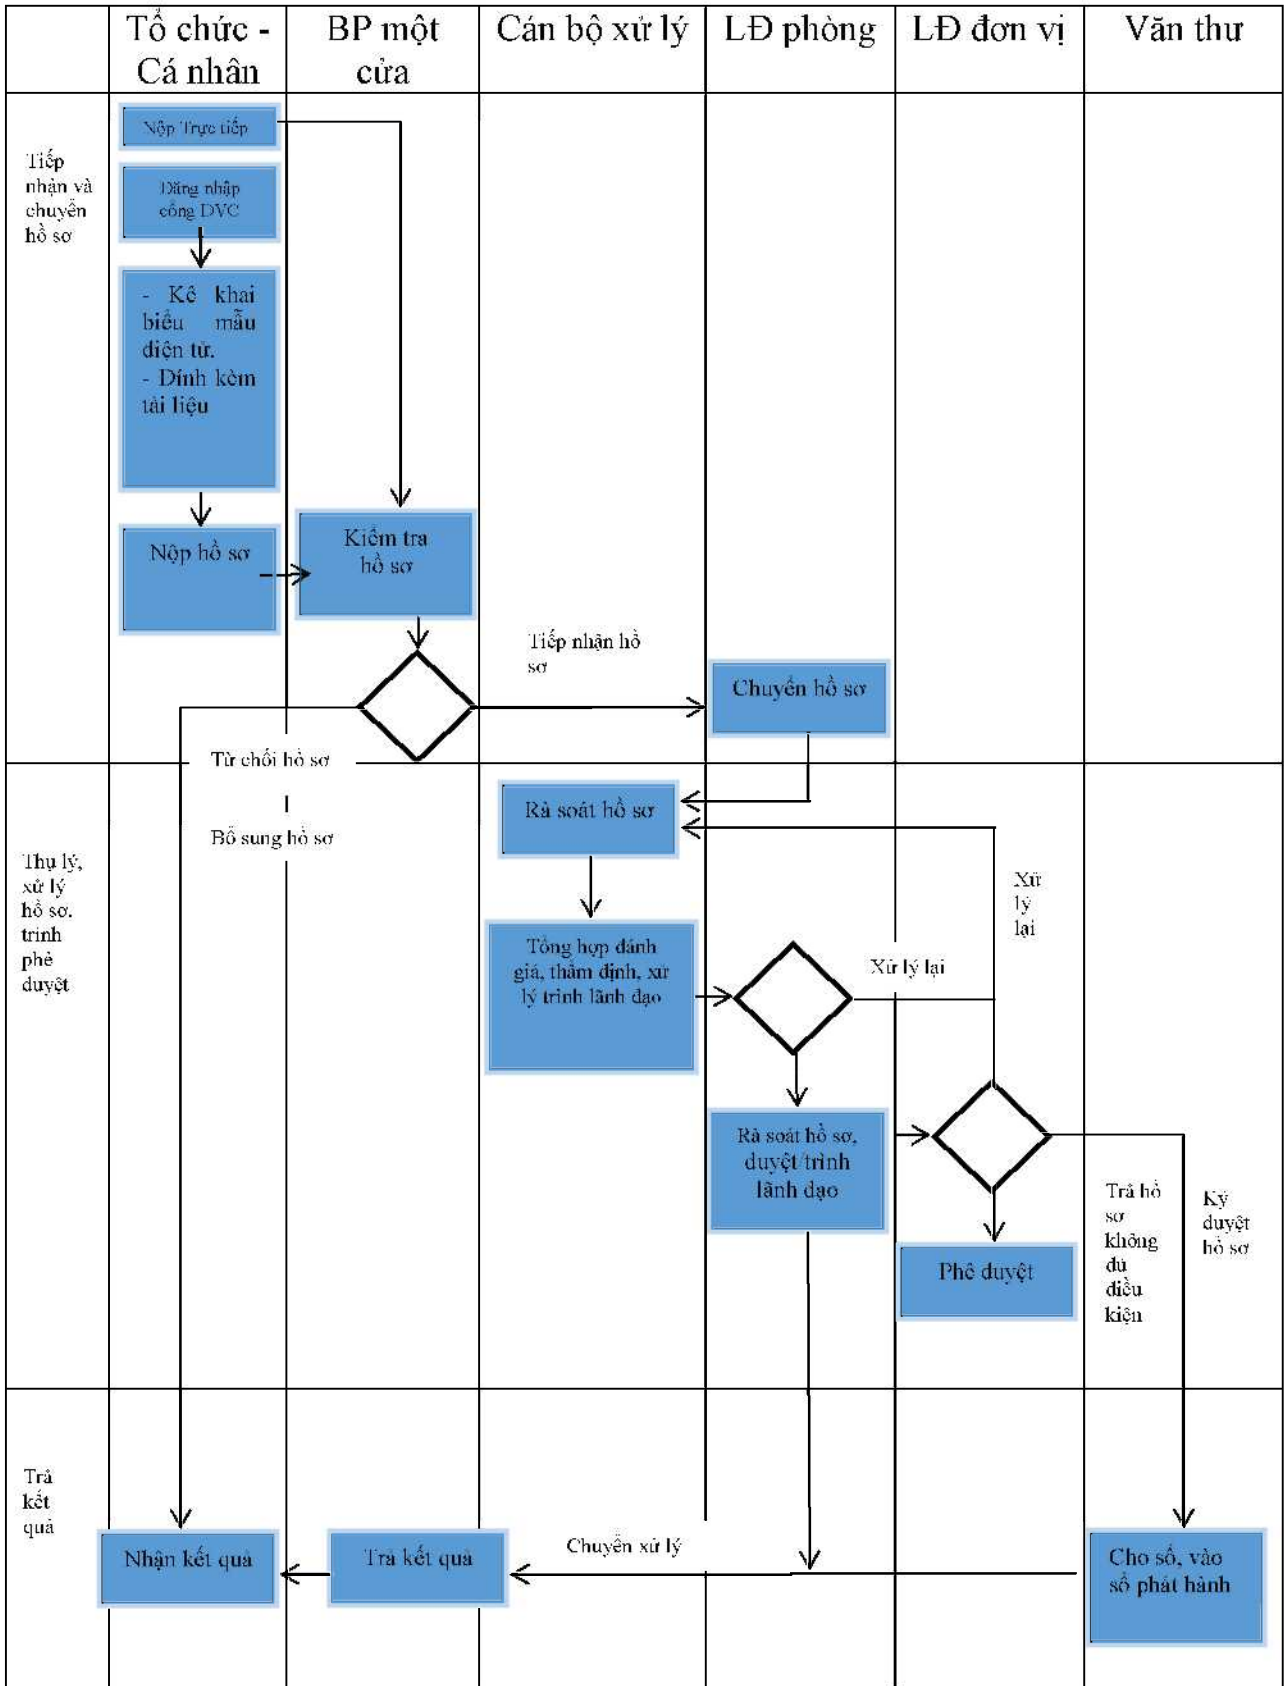 Tổ chức -
Cá nhân
BP một
cửa
Cán bộ xử lý
LĐ phòng
LĐ đơn vị
Văn thư
Tiếp
nhận và
chuyển
hồ sơ
Nộp Trực tiếp
Đăng nhập
cổng DVC
- Kê khai
biểu mẫu
điện tử.
- Đính kèm
tài liệu
Nộp hồ sơ
Kiểm tra
hồ sơ
Tiếp nhận hồ
sơ
Chuyển hồ sơ
Từ chối hồ sơ
Bổ sung hồ sơ
Thụ lý,
xử lý
hồ sơ.
trình
phê
duyệt
Rà soát hồ sơ
Xử
lý
lại
Tổng hợp đánh
giá, thẩm định, xử
lý trình lãnh đạo
Xử lý lại
Rà soát hồ sơ,
duyệt/trình
lãnh đạo
Phê duyệt
Trả hồ
sơ
không
đủ
điều
kiện
Ký
duyệt
hồ sơ
Trả
kết
quả
Nhận kết quả
Trả kết quả
Chuyển xử lý
Cho số, vào
sổ phát hành